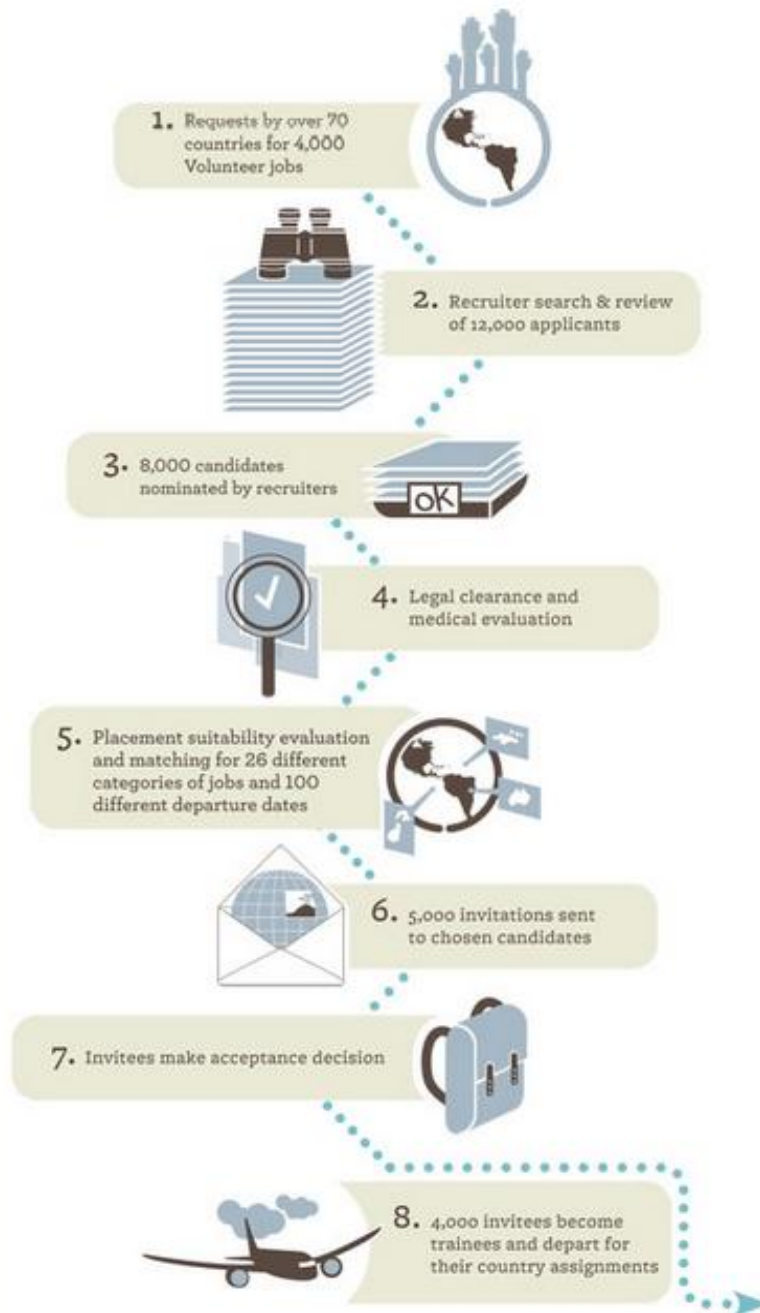 1. Requests by over 70
countries for 4,000
Volunteer jobs
2. Recruiter search & review
of 12,000 applicants
3. 8,000 candidates
nominated by recruiters
OK
4. Legal clearance and
medical evaluation
5. Placement suitability evaluation
and matching for 26 different
categories of jobs and 100
different departure dates
6. 5,000 invitations sent
to chosen candidates
7. Invitees make acceptance decision
8. 4,000 invitees become
trainees and depart for
their country assignments